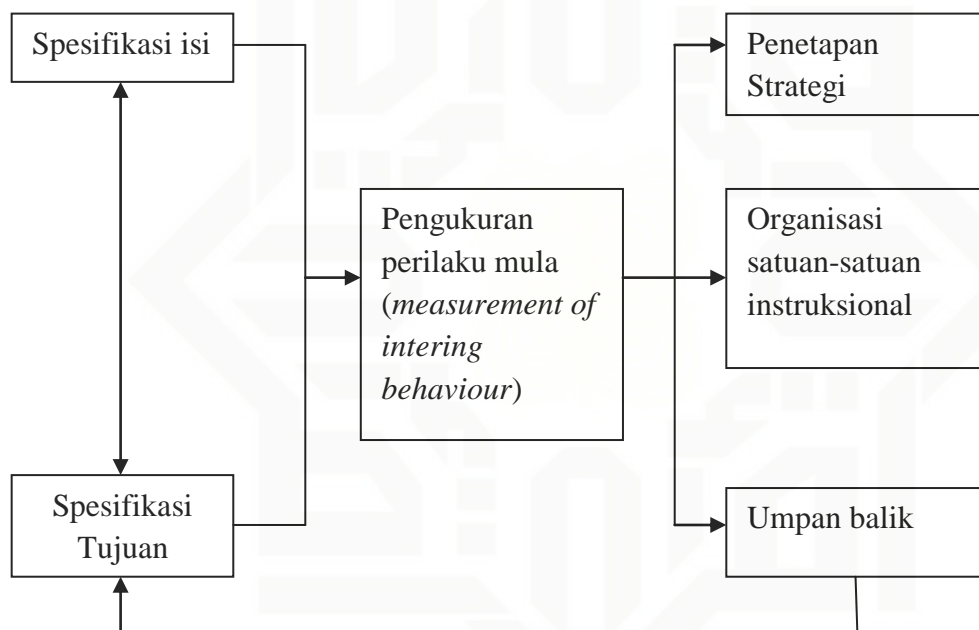 Spesifikasi isi
Spesifikasi
Tujuan
Pengukuran
perilaku mula
(measurement of
intering
behaviour)
Penetapan
Strategi
Organisasi
satuan-satuan
instruksional
Umpan balik